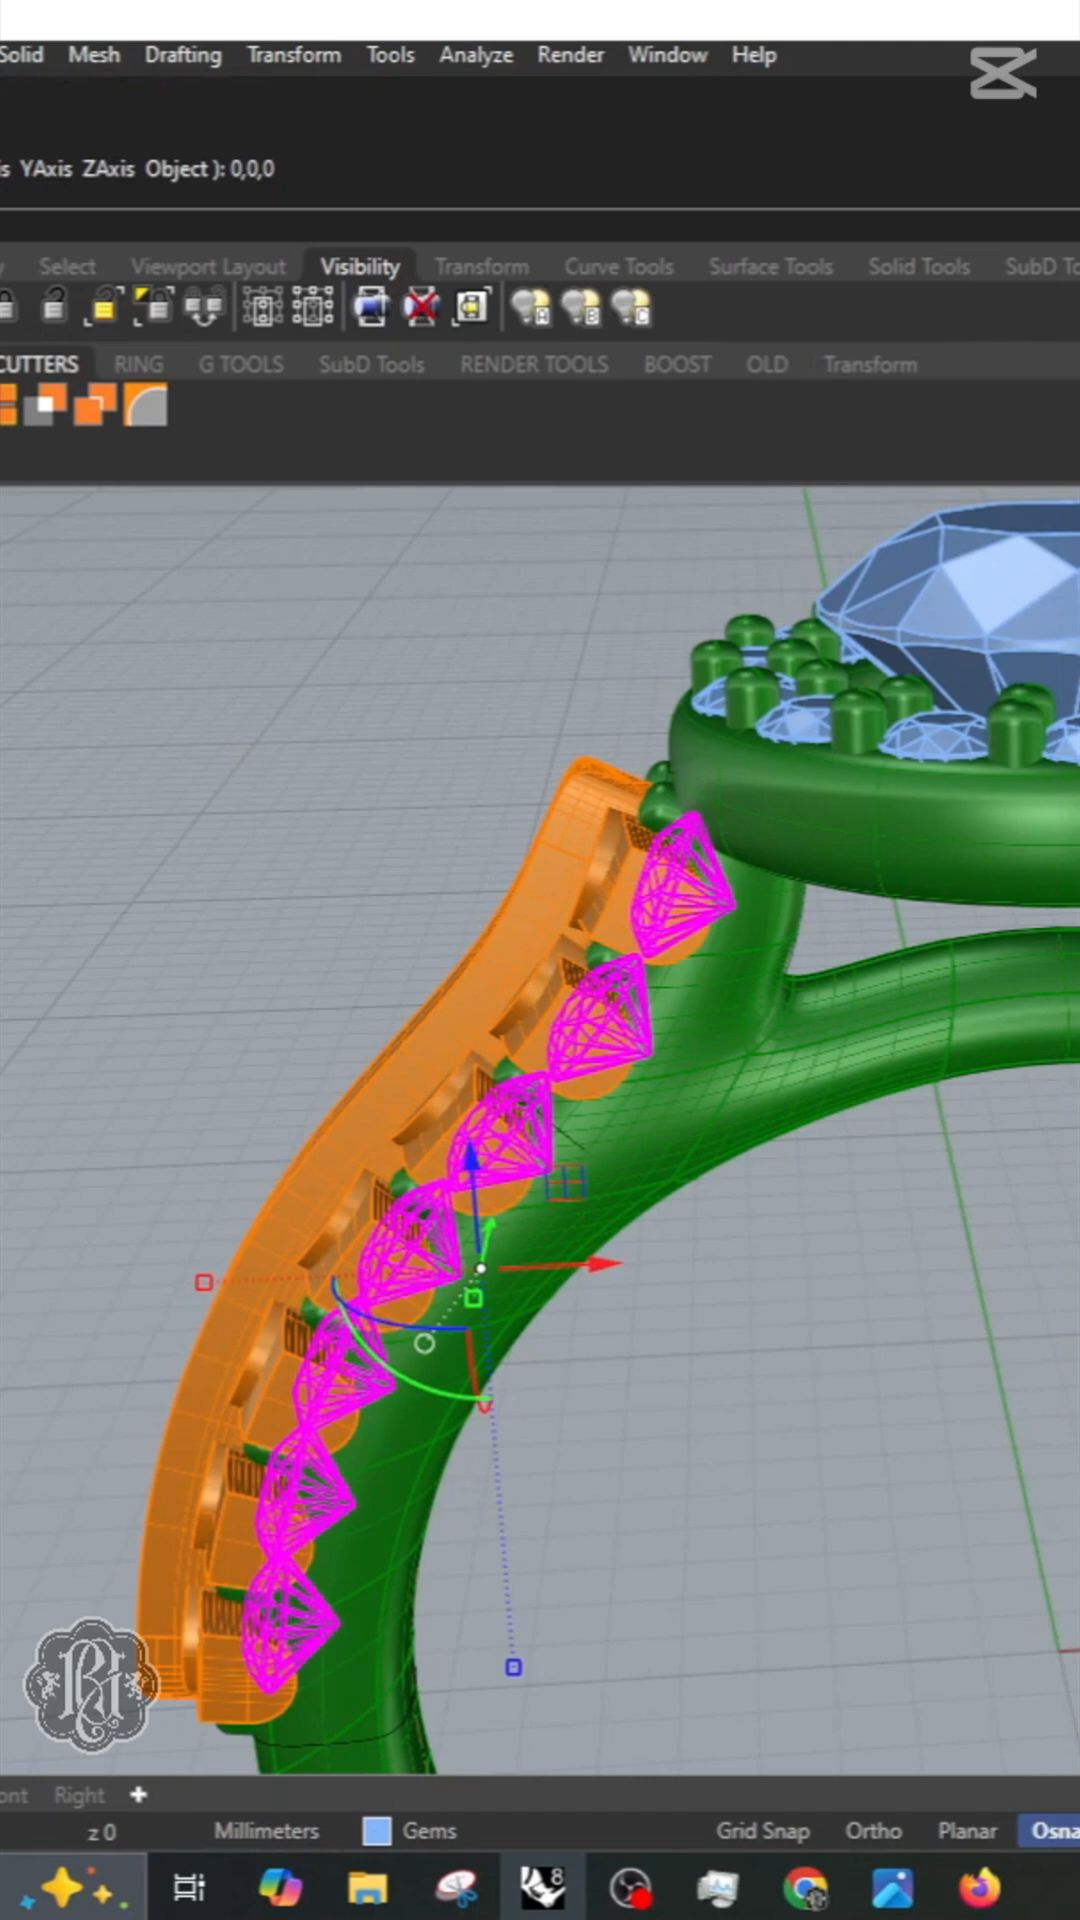 Solid Mesh Drafting Transform Tools Analyze Render Window Help
is YAxis ZAxis Object ): 0,0,0
y Select Viewport Layout Visibility Transform Curve Tools Surface Tools Solid Tools SubD To
A B C
CUTTERS RING G TOOLS SubD Tools RENDER TOOLS BOOST OLD Transform
ont Right
z 0 Millimeters Gems Grid Snap Ortho Planar Osna
8